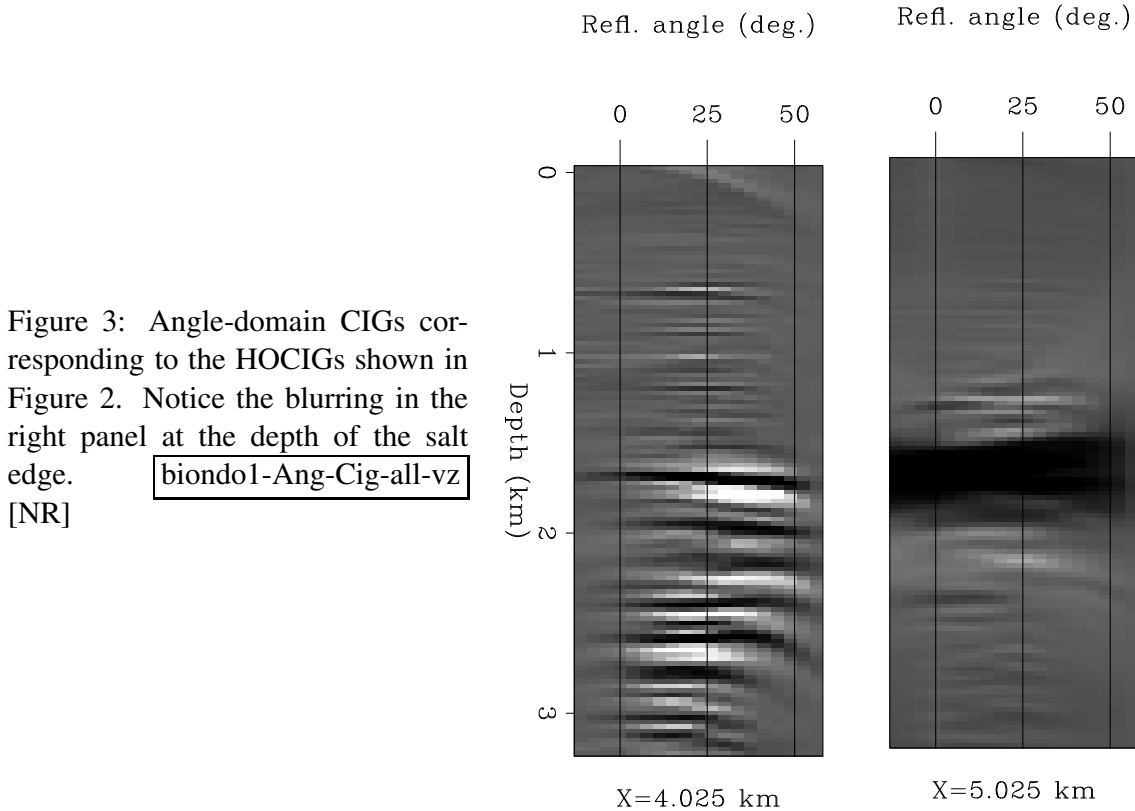 Refl. angle (deg.)
Refl. angle (deg.)
0 25 50
0 25 50
0
1
2
3
Depth (km)
X=4.025 km
X=5.025 km
Figure 3: Angle-domain CIGs cor-
responding to the HOCIGs shown in
Figure 2. Notice the blurring in the
right panel at the depth of the salt
edge. biondo1-Ang-Cig-all-vz
[NR]